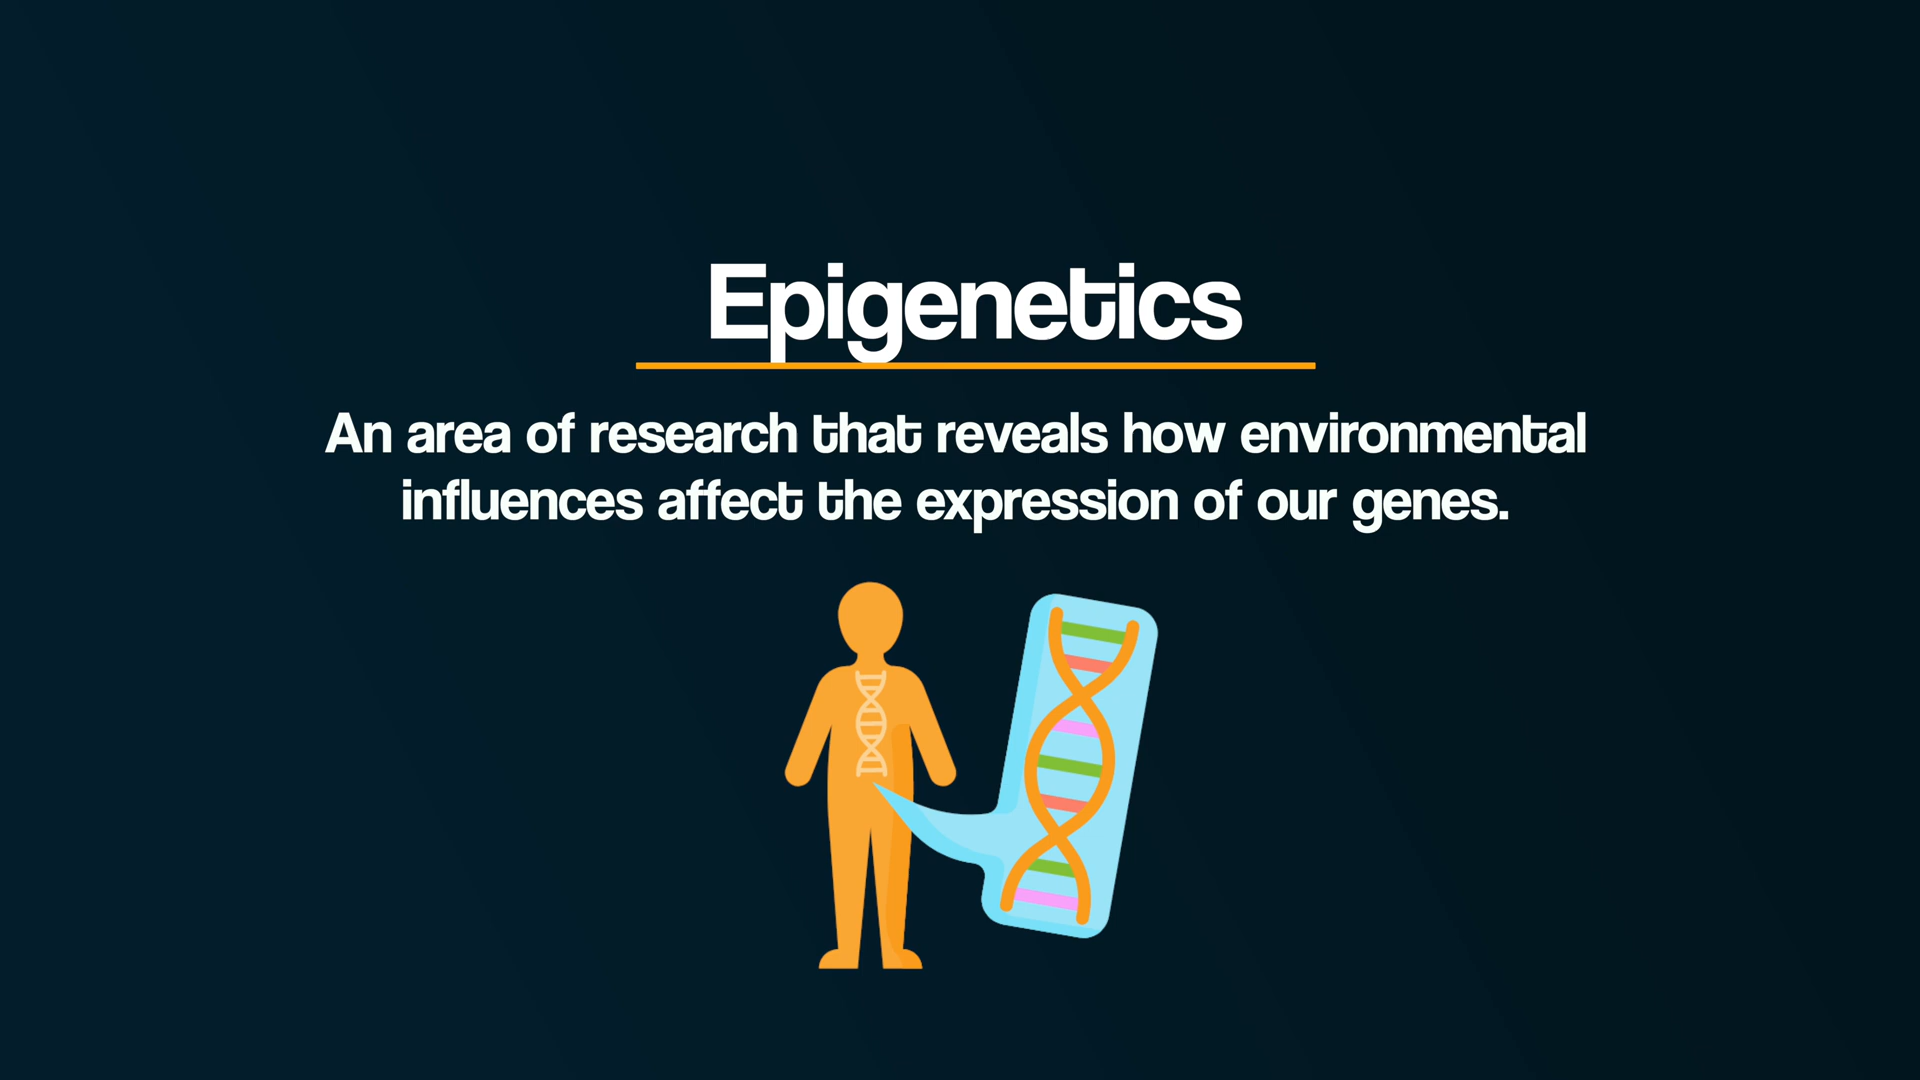 Epigenetics
An area of research that reveals how environmental
influences affect the expression of our genes.